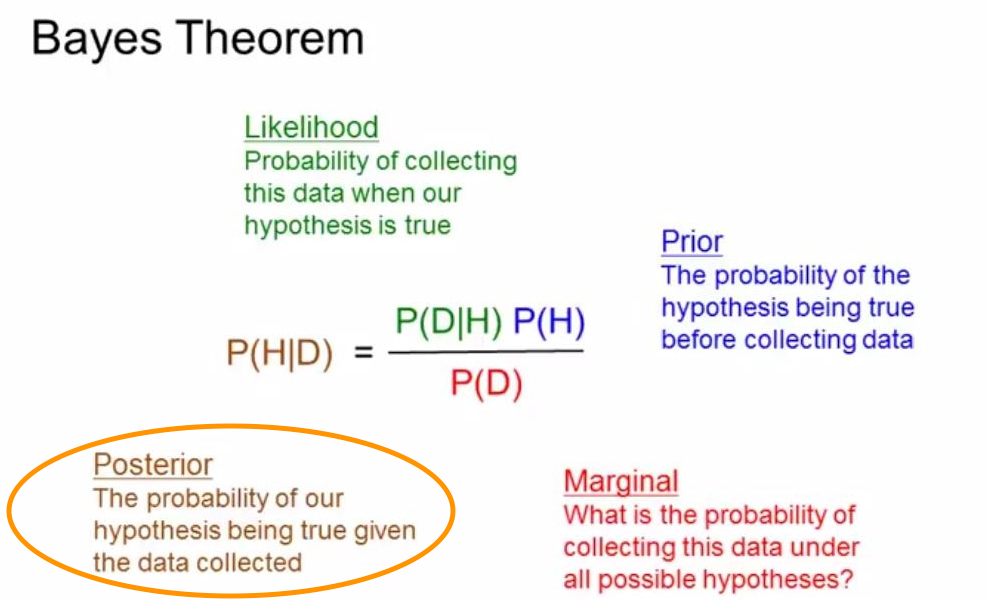 Bayes Theorem
Likelihood
Probability of collecting
this data when our
hypothesis is true
Prior
The probability of the
hypothesis being true
before collecting data
P(H|D) = P(D|H) P(H)
P(D)
Posterior
The probability of our
hypothesis being true given
the data collected
Marginal
What is the probability of
collecting this data under
all possible hypotheses?